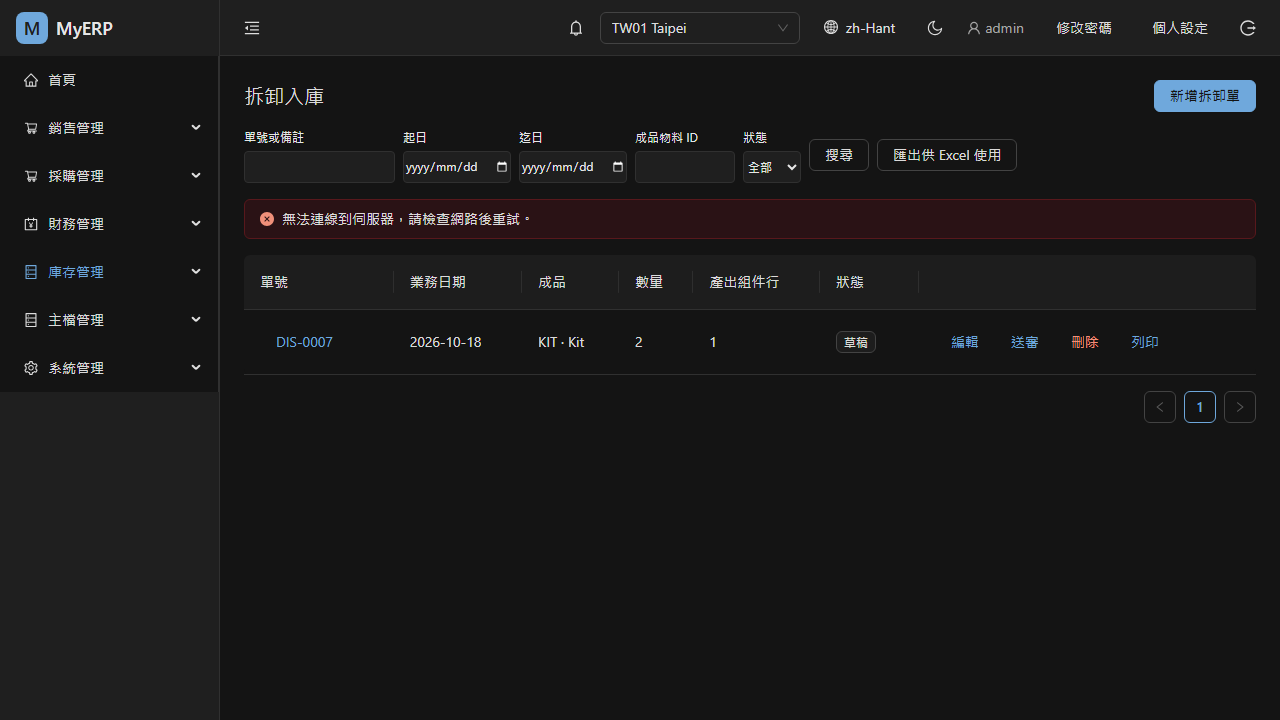 M MyERP
TW01 Taipei
zh-Hant
admin
修改密碼
個人設定
首頁
銷售管理
採購管理
財務管理
庫存管理
主檔管理
系統管理
拆卸入庫
新增拆卸單
單號或備註
起日
迄日
成品物料 ID
狀態
yyyy/mm/dd
yyyy/mm/dd
全部
搜尋
匯出供 Excel 使用
無法連線到伺服器，請檢查網路後重試。
單號 業務日期 成品 數量 產出組件行 狀態
DIS-0007 2026-10-18 KIT · Kit 2 1 草稿 編輯 送審 刪除 列印
1